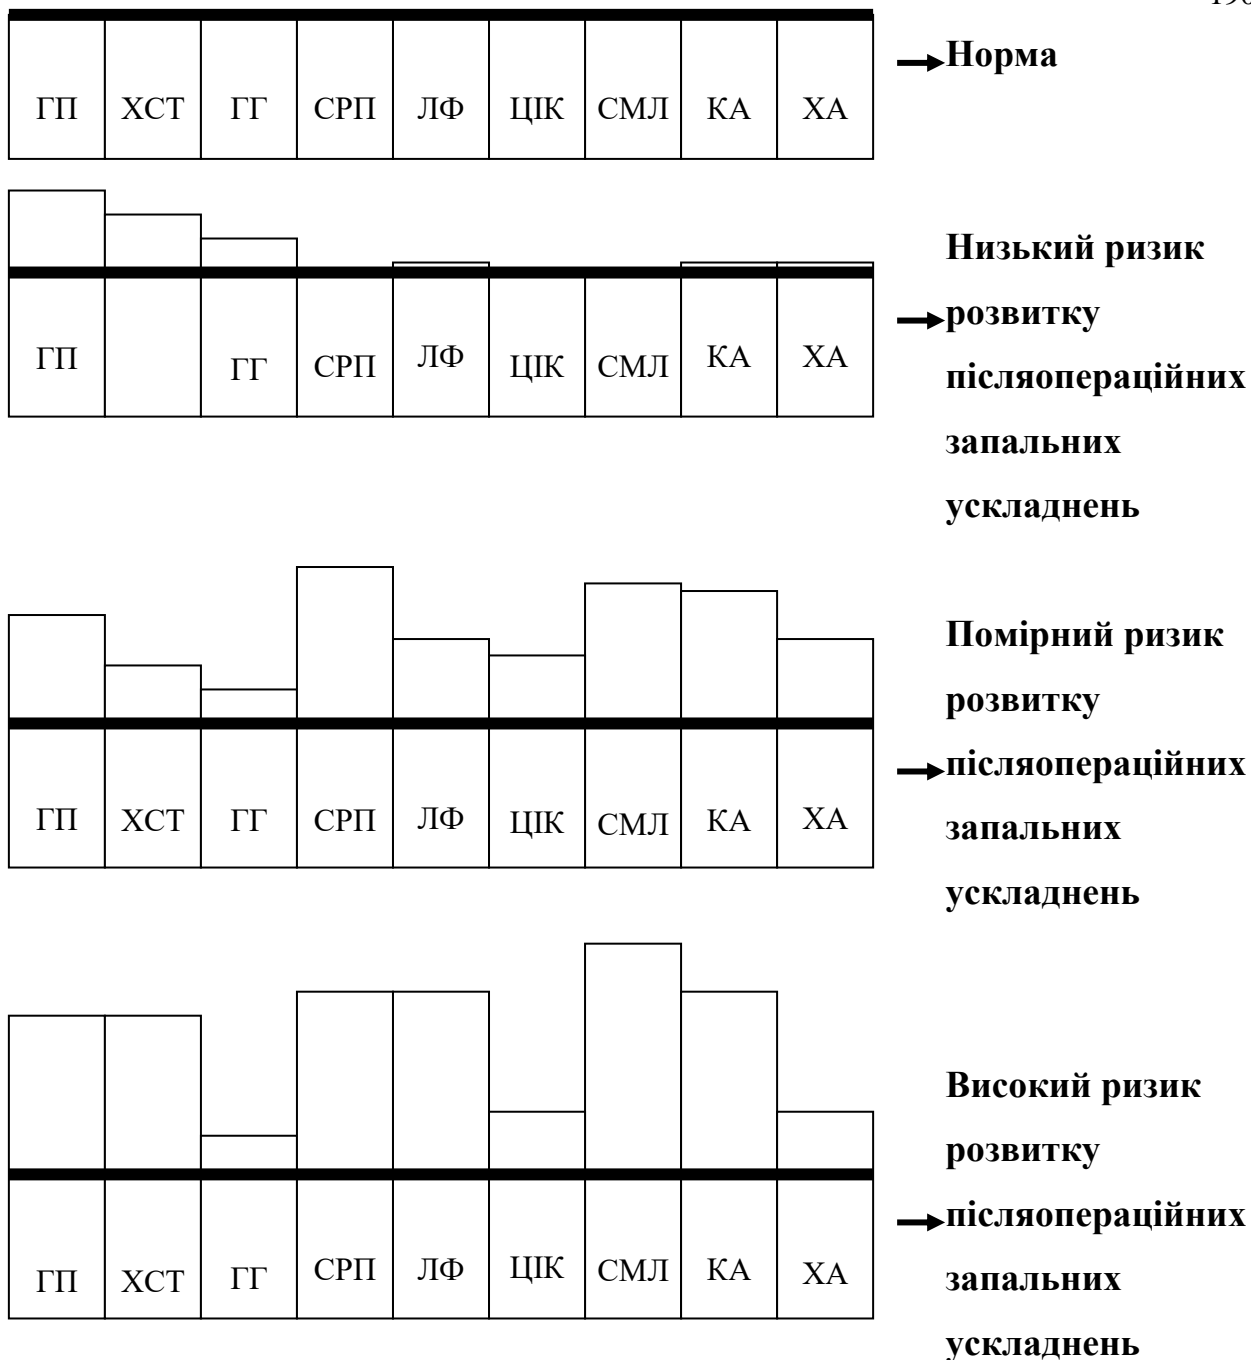 Норма
ГП ХСТ ГГ СРП ЛФ ЦІК СМЛ КА ХА
Низький ризик
розвитку
післяопераційних
запальних
ускладнень
ГП ГГ СРП ЛФ ЦІК СМЛ КА ХА
Помірний ризик
розвитку
післяопераційних
запальних
ускладнень
ГП ХСТ ГГ СРП ЛФ ЦІК СМЛ КА ХА
Високий ризик
розвитку
післяопераційних
запальних
ускладнень
ГП ХСТ ГГ СРП ЛФ ЦІК СМЛ КА ХА